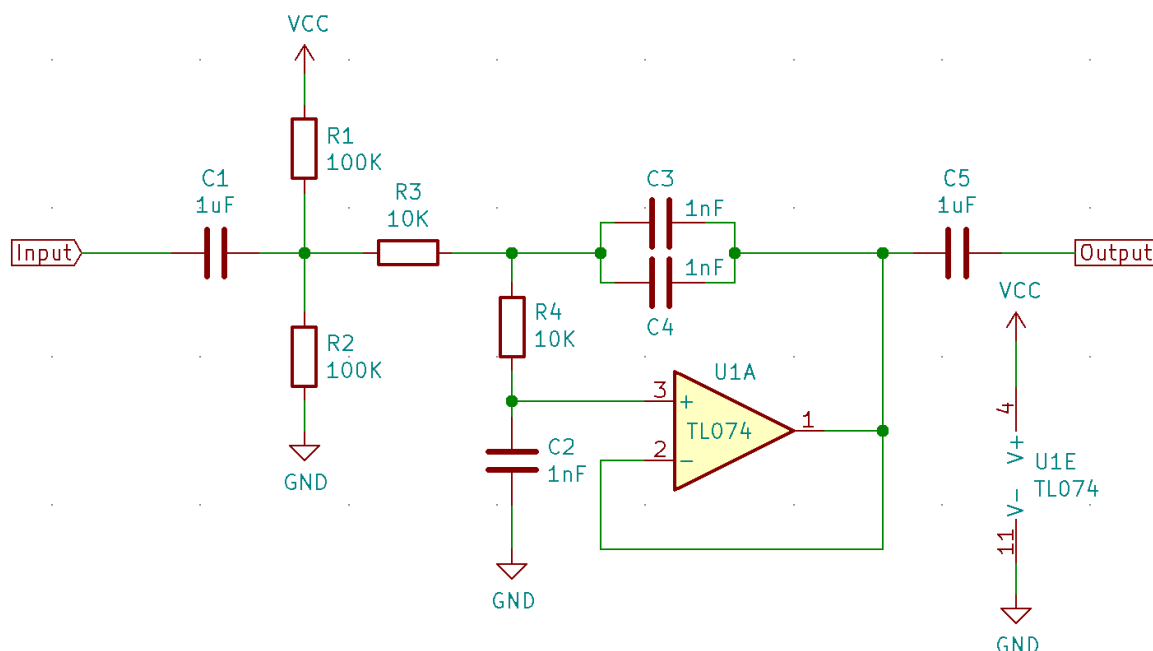 VCC
R1
100K
C1
1uF
R3
10K
C3
1nF
C5
1uF
Input
Output
1nF
C4
VCC
R4
10K
R2
100K
U1A
3
+
TL074
1
2
-
4
V+
U1E
TL074
V-
11
C2
1nF
GND
GND
GND